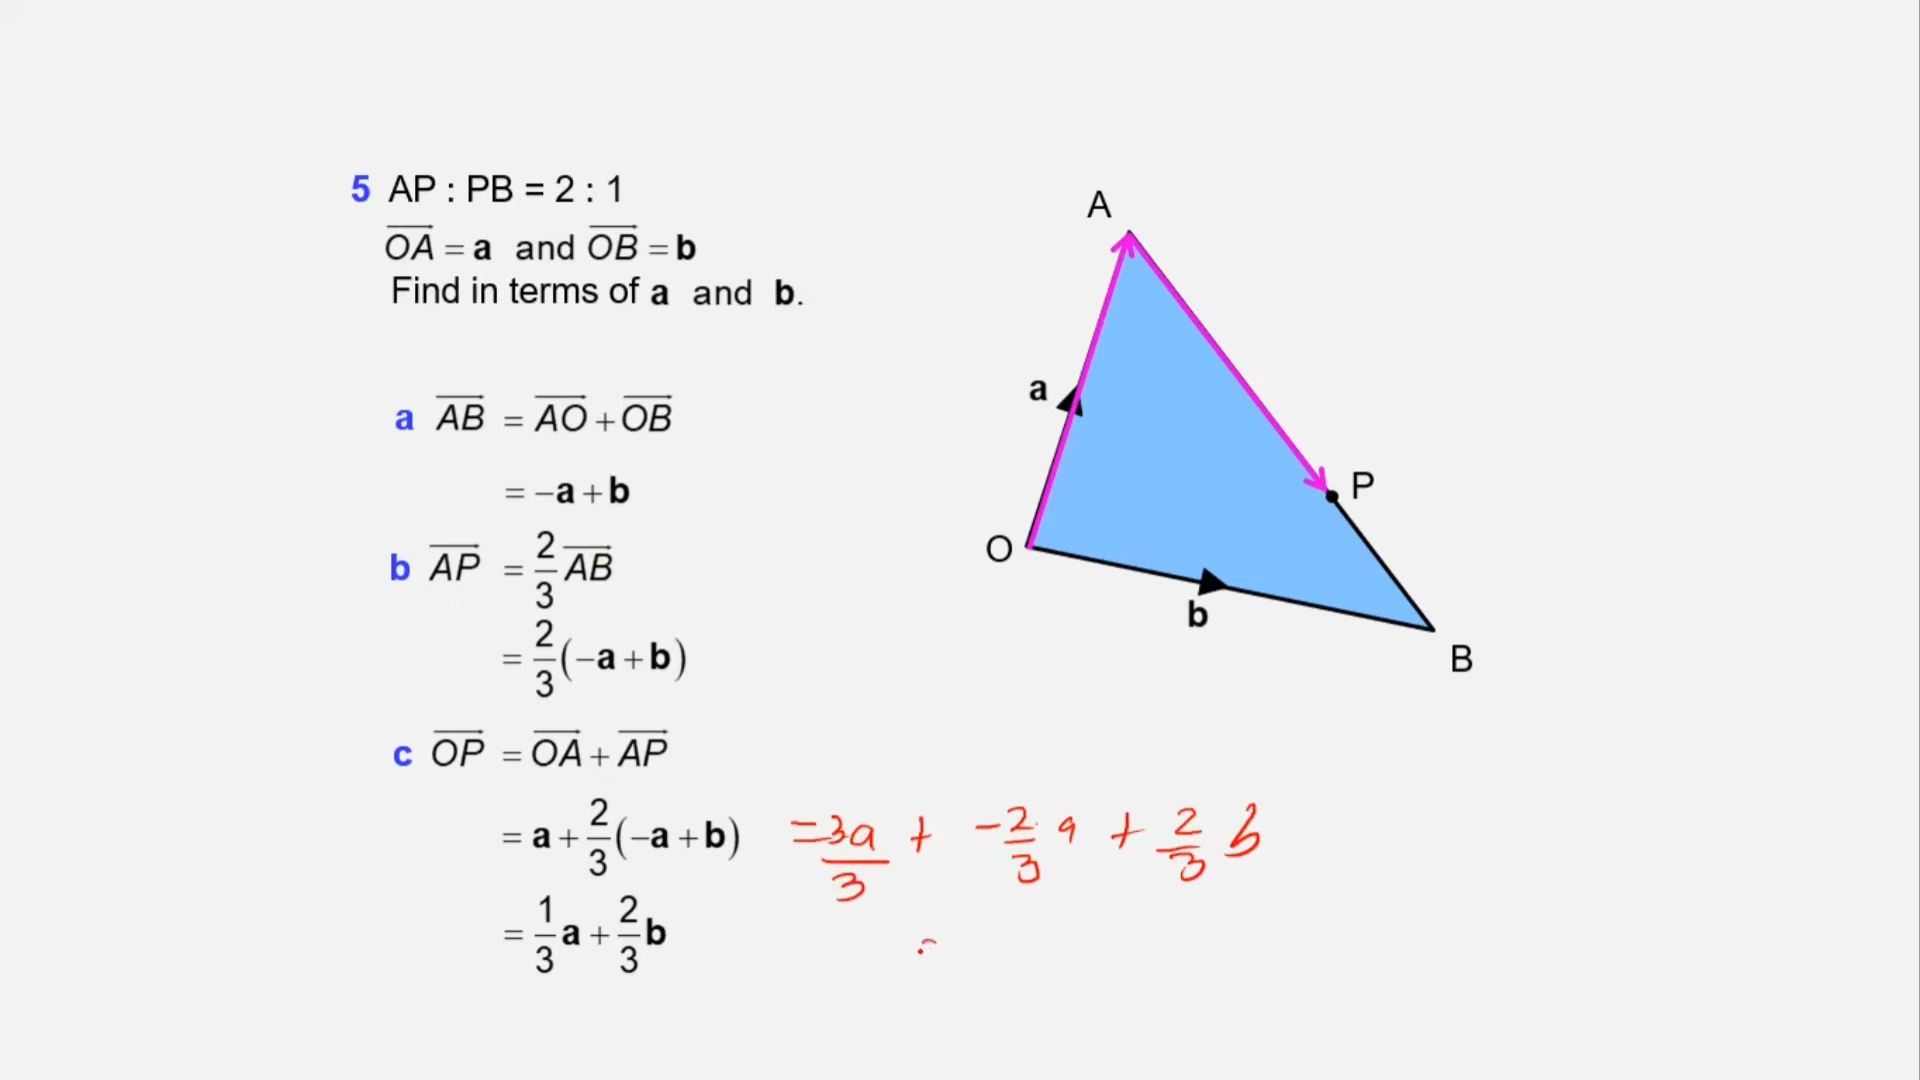 5 AP : PB = 2 : 1
OA = a and OB = b
Find in terms of a and b.
a AB = AO + OB
= -a + b
b AP = 2/3 AB
= 2/3 (-a + b)
c OP = OA + AP
= a + 2/3 (-a + b) = 3a/3 + -2/3 a + 2/3 b
= 1/3 a + 2/3 b
A
a
P
O
b
B